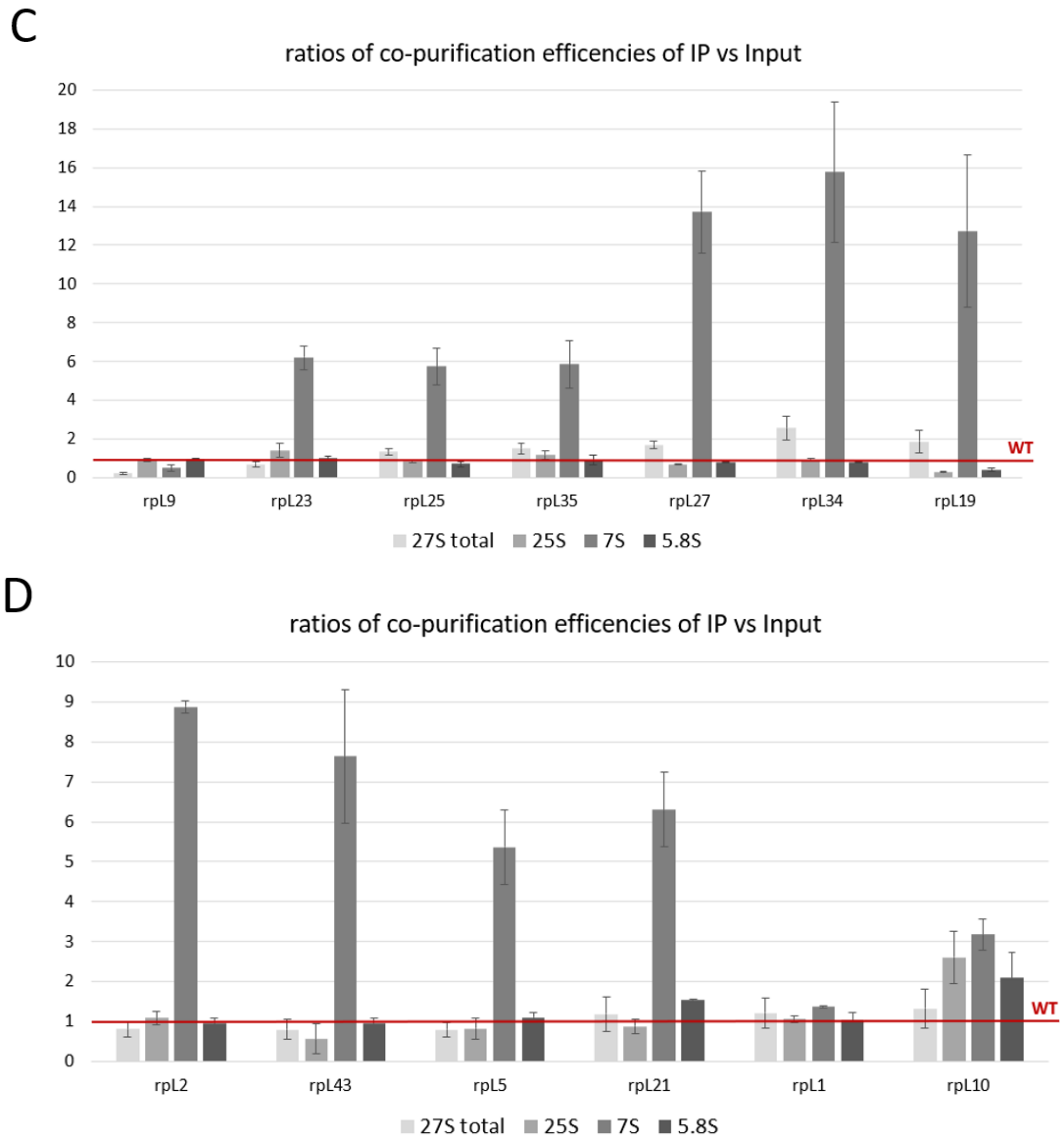 C
ratios of co-purification efficencies of IP vs Input
20
18
16
14
12
10
8
6
4
2
0
WT
rpL9 rpL23 rpL25 rpL35 rpL27 rpL34 rpL19
27S total 25S 7S 5.8S
D
ratios of co-purification efficencies of IP vs Input
10
9
8
7
6
5
4
3
2
1
0
WT
rpL2 rpL43 rpL5 rpL21 rpL1 rpL10
27S total 25S 7S 5.8S